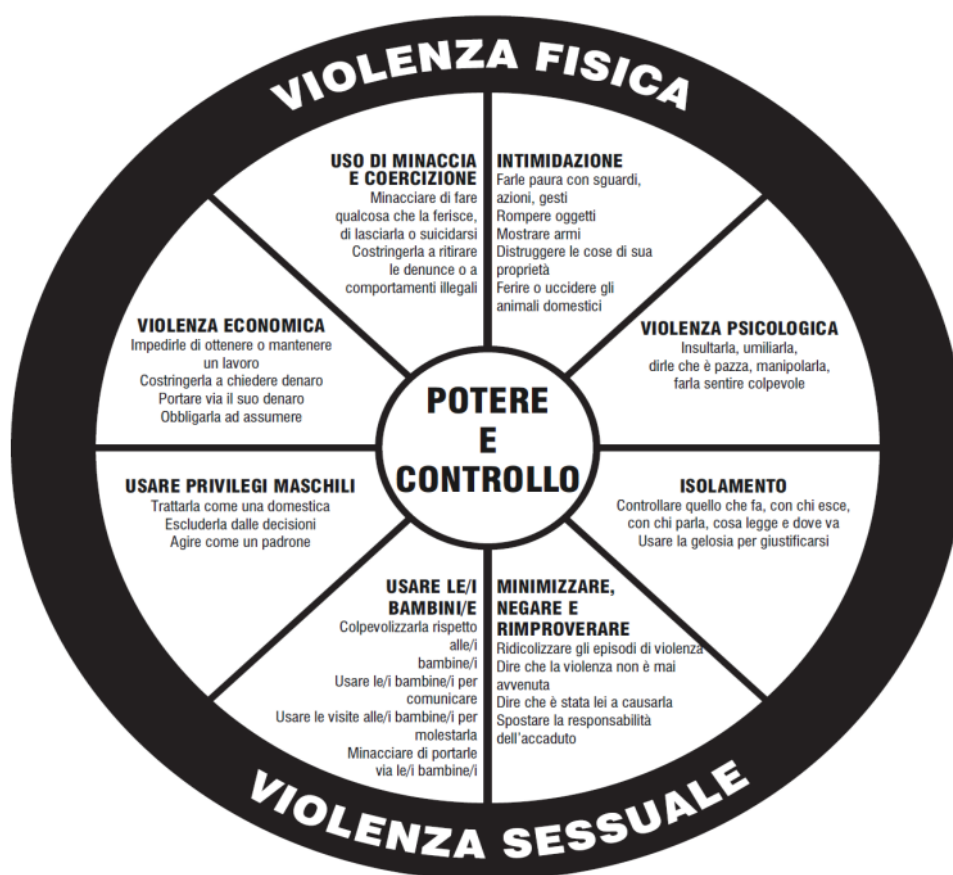 VIOLENZA FISICA
USO DI MINACCIA
E COERCIZIONE
Minacciare di fare
qualcosa che la ferisce,
di lasciarla o suicidarsi
Costringerla a ritirare
le denunce o a
comportamenti illegali
INTIMIDAZIONE
Farle paura con sguardi,
azioni, gesti
Rompere oggetti
Mostrare armi
Distruggere le cose di sua
proprietà
Ferire o uccidere gli
animali domestici
VIOLENZA ECONOMICA
Impedirle di ottenere o mantenere
un lavoro
Costringerla a chiedere denaro
Portare via il suo denaro
Obbligarla ad assumere
VIOLENZA PSICOLOGICA
Insultarla, umiliarla,
dirle che è pazza, manipolarla,
farla sentire colpevole
POTERE
E
CONTROLLO
USARE PRIVILEGI MASCHILI
Trattarla come una domestica
Escluderla dalle decisioni
Agire come un padrone
ISOLAMENTO
Controllare quello che fa, con chi esce,
con chi parla, cosa legge e dove va
Usare la gelosia per giustificarsi
USARE LE/I
BAMBINI/E
Colpevolizzarla rispetto
alle/i
bambine/i
Usare le/i bambine/i per
comunicare
Usare le visite alle/i bambine/i per
molestarla
Minacciare di portarle
via le/i bambine/i
MINIMIZZARE,
NEGARE E
RIMPROVERARE
Ridicolizzare gli episodi di violenza
Dire che la violenza non è mai
avvenuta
Dire che è stata lei a causarla
Spostare la responsabilità
dell'accaduto
VIOLENZA SESSUALE